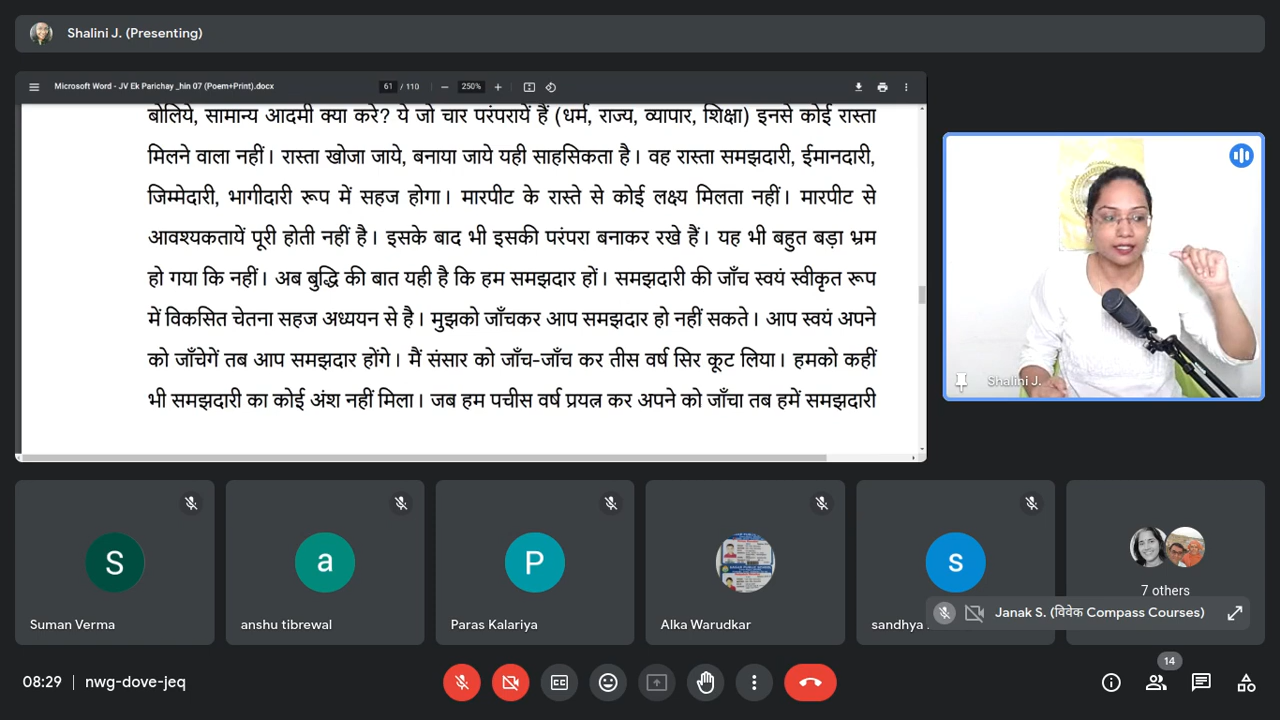 Shalini J. (Presenting)
Microsoft Word - JV Ek Parichay _hin 07 (Poem+Print).docx
61 / 110
250%
बोलिये, सामान्य आदमी क्या करे? ये जो चार परंपरायें हैं (धर्म, राज्य, व्यापार, शिक्षा) इनसे कोई रास्ता
मिलने वाला नहीं। रास्ता खोजा जाये, बनाया जाये यही साहसिकता है। वह रास्ता समझदारी, ईमानदारी,
जिम्मेदारी, भागीदारी रूप में सहज होगा। मारपीट के रास्ते से कोई लक्ष्य मिलता नहीं। मारपीट से
आवश्यकतायें पूरी होती नहीं है। इसके बाद भी इसकी परंपरा बनाकर रखे हैं। यह भी बहुत बड़ा भ्रम
हो गया कि नहीं। अब बुद्धि की बात यही है कि हम समझदार हों। समझदारी की जाँच स्वयं स्वीकृत रूप
में विकसित चेतना सहज अध्ययन से है। मुझको जाँचकर आप समझदार हो नहीं सकते। आप स्वयं अपने
को जाँचेगें तब आप समझदार होंगे। मैं संसार को जाँच-जाँच कर तीस वर्ष सिर कूट लिया। हमको कहीं
भी समझदारी का कोई अंश नहीं मिला। जब हम पचीस वर्ष प्रयत्न कर अपने को जाँचा तब हमें समझदारी
Shalini J.
S
a
P
s
7 others
Suman Verma
anshu tibrewal
Paras Kalariya
Alka Warudkar
sandhya
Janak S. (विवेक Compass Courses)
08:29 | nwg-dove-jeq
14